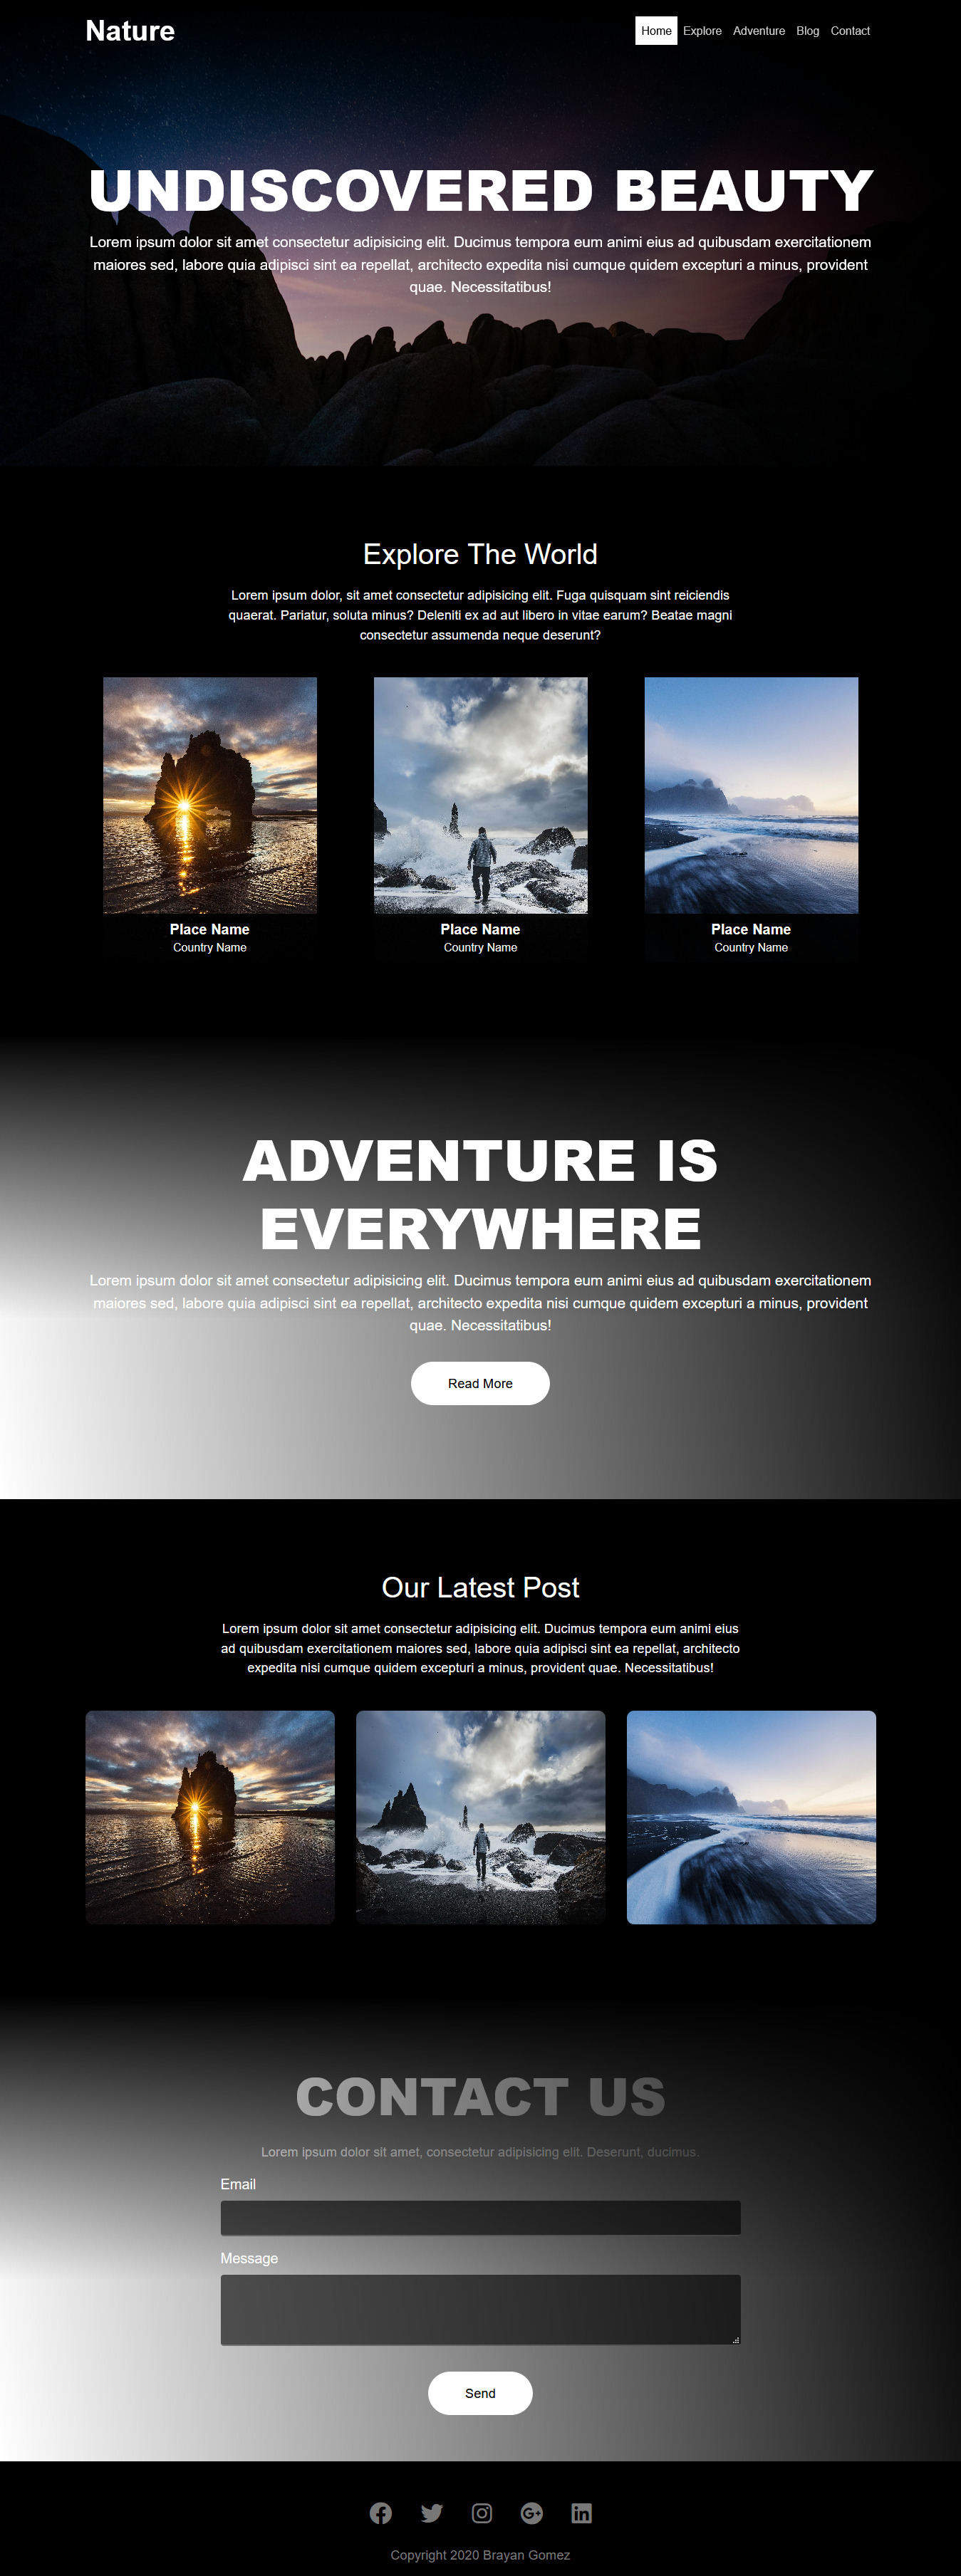 Nature
Home Explore Adventure Blog Contact
UNDISCOVERED BEAUTY
Lorem ipsum dolor sit amet consectetur adipisicing elit. Ducimus tempora eum animi eius ad quibusdam exercitationem
maiores sed, labore quia adipisci sint ea repellat, architecto expedita nisi cumque quidem excepturi a minus, provident
quae. Necessitatibus!
Explore The World
Lorem ipsum dolor, sit amet consectetur adipisicing elit. Fuga quisquam sint reiciendis
quaerat. Pariatur, soluta minus? Deleniti ex ad aut libero in vitae earum? Beatae magni
consectetur assumenda neque deserunt?
Place Name
Country Name
Place Name
Country Name
Place Name
Country Name
ADVENTURE IS
EVERYWHERE
Lorem ipsum dolor sit amet consectetur adipisicing elit. Ducimus tempora eum animi eius ad quibusdam exercitationem
maiores sed, labore quia adipisci sint ea repellat, architecto expedita nisi cumque quidem excepturi a minus, provident
quae. Necessitatibus!
Read More
Our Latest Post
Lorem ipsum dolor sit amet consectetur adipisicing elit. Ducimus tempora eum animi eius
ad quibusdam exercitationem maiores sed, labore quia adipisci sint ea repellat, architecto
expedita nisi cumque quidem excepturi a minus, provident quae. Necessitatibus!
CONTACT US
Lorem ipsum dolor sit amet, consectetur adipisicing elit. Deserunt, ducimus.
Email
Message
Send
Copyright 2020 Brayan Gomez